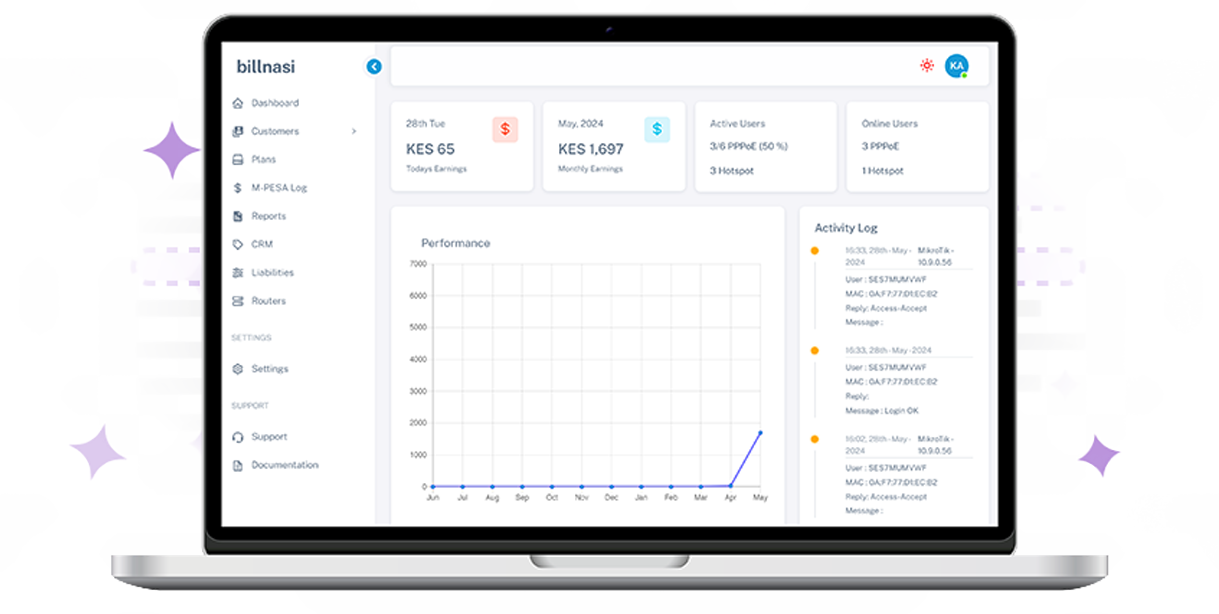 billnasi
KA
Dashboard
Customers
Plans
M-PESA Log
Reports
CRM
Liabilities
Routers
SETTINGS
Settings
SUPPORT
Support
Documentation
28th Tue
$
KES 65
Todays Earnings
May, 2024
$
KES 1,697
Monthly Earnings
Active Users
3/6 PPPoE (50 %)
3 Hotspot
Online Users
3 PPPoE
1 Hotspot
Performance
7000
6000
5000
4000
3000
2000
1000
0
Jun Jul Aug Sep Oct Nov Dec Jan Feb Mar Apr May
Activity Log
16:33, 28th-May- MikroTik-
2024 10.9.0.56
User : SES7MUMVWF
MAC : 0A:F7:77:D1:EC:B2
Reply: Access-Accept
Message :
16:33, 28th-May-2024
User : SES7MUMVWF
MAC : 0A:F7:77:D1:EC:B2
Reply:
Message : Login OK
16:02, 28th-May- MikroTik-
2024 10.9.0.56
User : SES7MUMVWF
MAC : 0A:F7:77:D1:EC:B2
Reply: Access-Accept
Message :